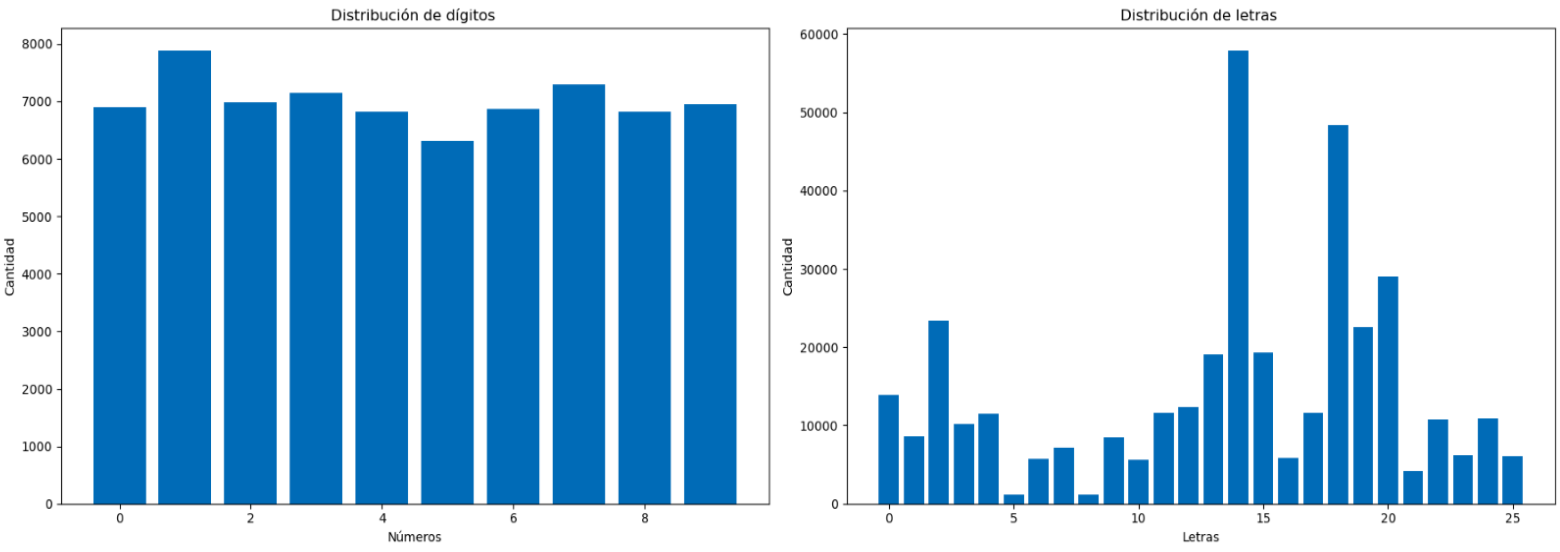 Distribución de dígitos
8000
7000
6000
5000
4000
3000
2000
1000
0
Cantidad
0 2 4 6 8
Números
Distribución de letras
60000
50000
40000
30000
20000
10000
0
Cantidad
0 5 10 15 20 25
Letras